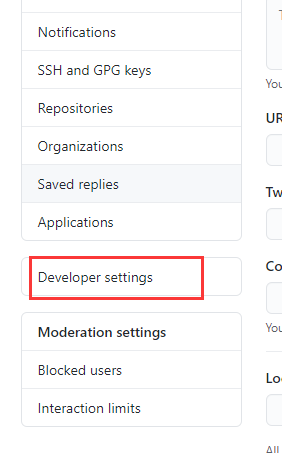 Notifications
SSH and GPG keys
Repositories
Organizations
Saved replies
Applications
Developer settings
Moderation settings
Blocked users
Interaction limits
You
UR
Tw
Co
You
Lo
All